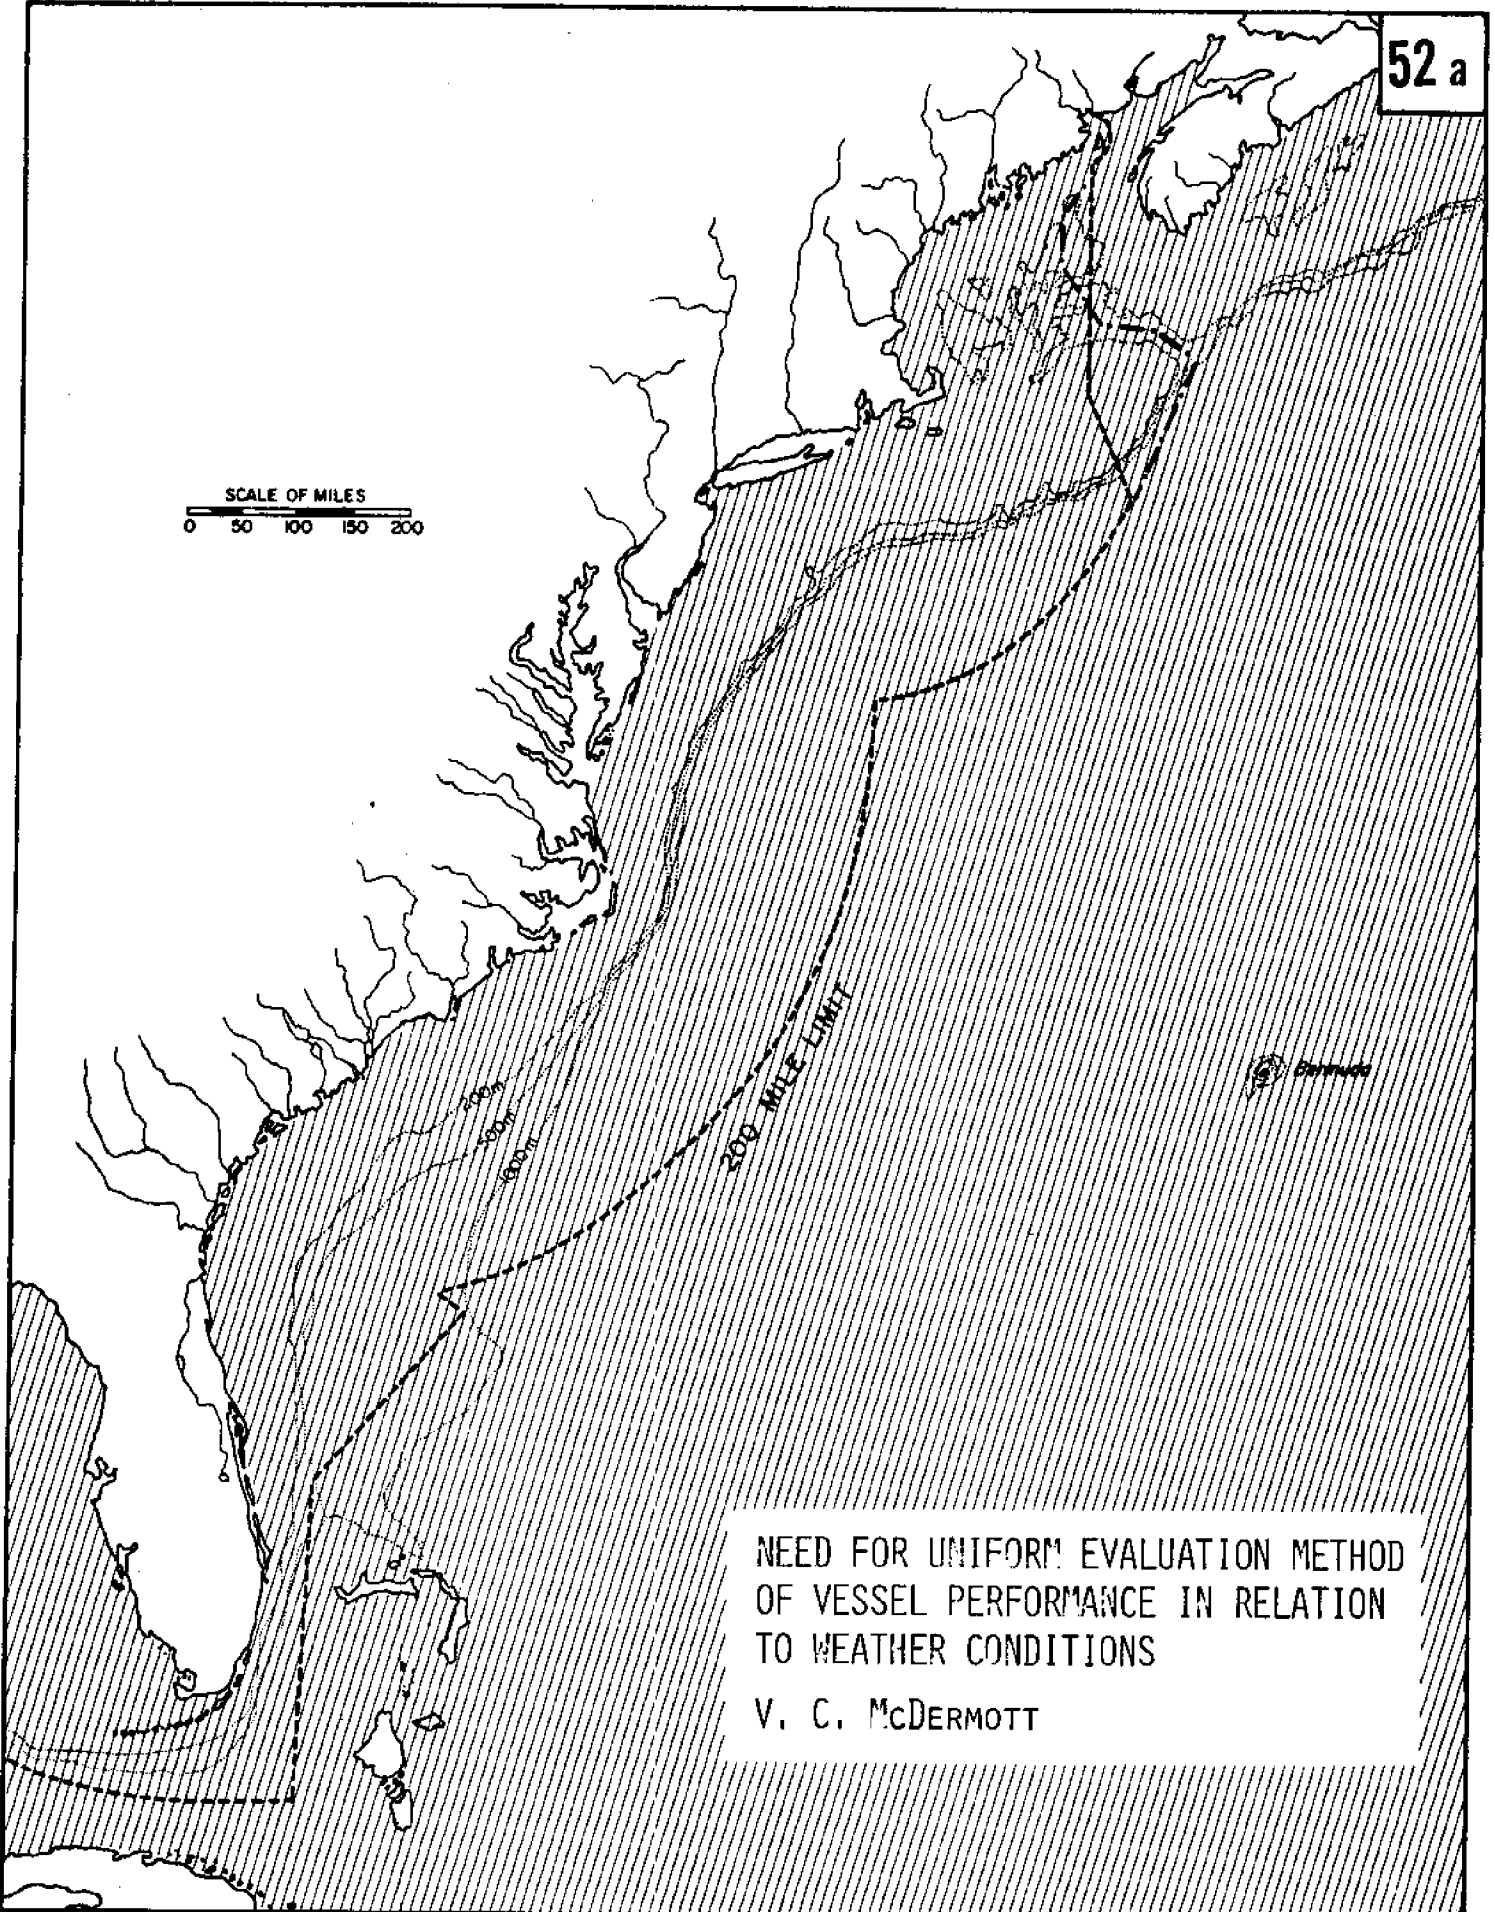 52 a
SCALE OF MILES
0 50 100 150 200
200 MILE LIMIT
Bermuda
200m
500m
1000m
NEED FOR UNIFORM EVALUATION METHOD
OF VESSEL PERFORMANCE IN RELATION
TO WEATHER CONDITIONS
V. C. MCDERMOTT